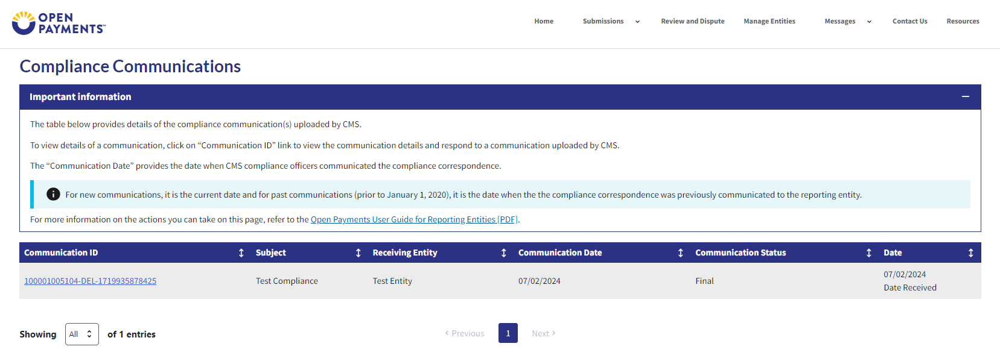 OPEN
PAYMENTS™
Home Submissions Review and Dispute Manage Entities Messages Contact Us Resources
Compliance Communications
Important information
The table below provides details of the compliance communication(s) uploaded by CMS.
To view details of a communication, click on “Communication ID” link to view the communication details and respond to a communication uploaded by CMS.
The “Communication Date” provides the date when CMS compliance officers communicated the compliance correspondence.
For new communications, it is the current date and for past communications (prior to January 1, 2020), it is the date when the the compliance correspondence was previously communicated to the reporting entity.
For more information on the actions you can take on this page, refer to the Open Payments User Guide for Reporting Entities [PDF].
Communication ID Subject Receiving Entity Communication Date Communication Status Date
100001005104-DEL-1719935878425 Test Compliance Test Entity 07/02/2024 Final 07/02/2024
Date Received
Showing All of 1 entries Previous 1 Next